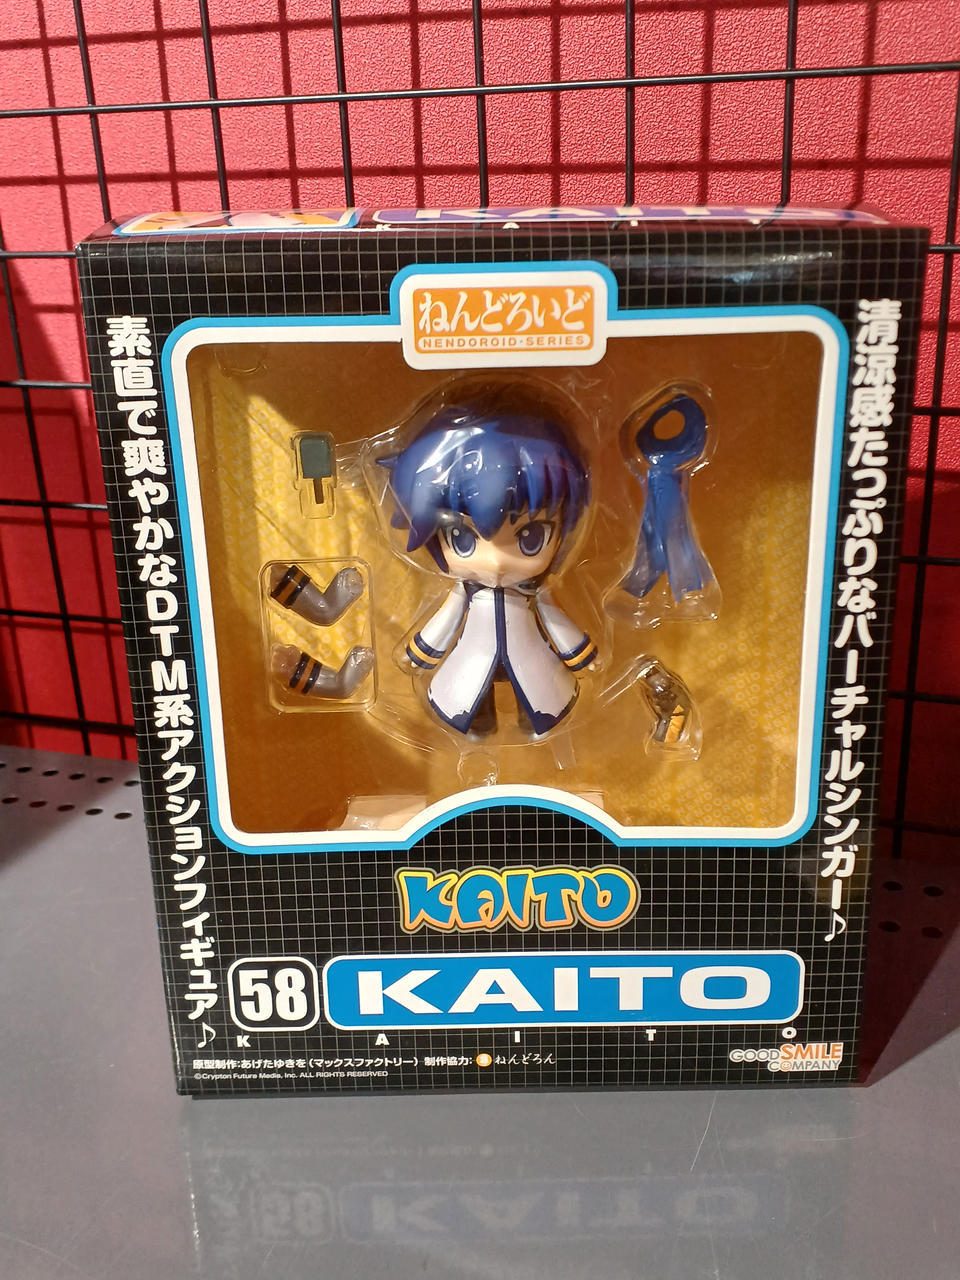 KAITO
K A I T
ねんどろいど
NENDOROID·SERIES
清涼感たっぷりなバーチャルシンガー♪
素直で爽やかなDTM系アクションフィギュア♪
KAITO
58
KAITO
K A I T O
原型制作:あげたゆきを(マックスファクトリー) 制作協力: ねんどろん
©Crypton Future Media, Inc. ALL RIGHTS RESERVED
GOOD SMILE
COMPANY